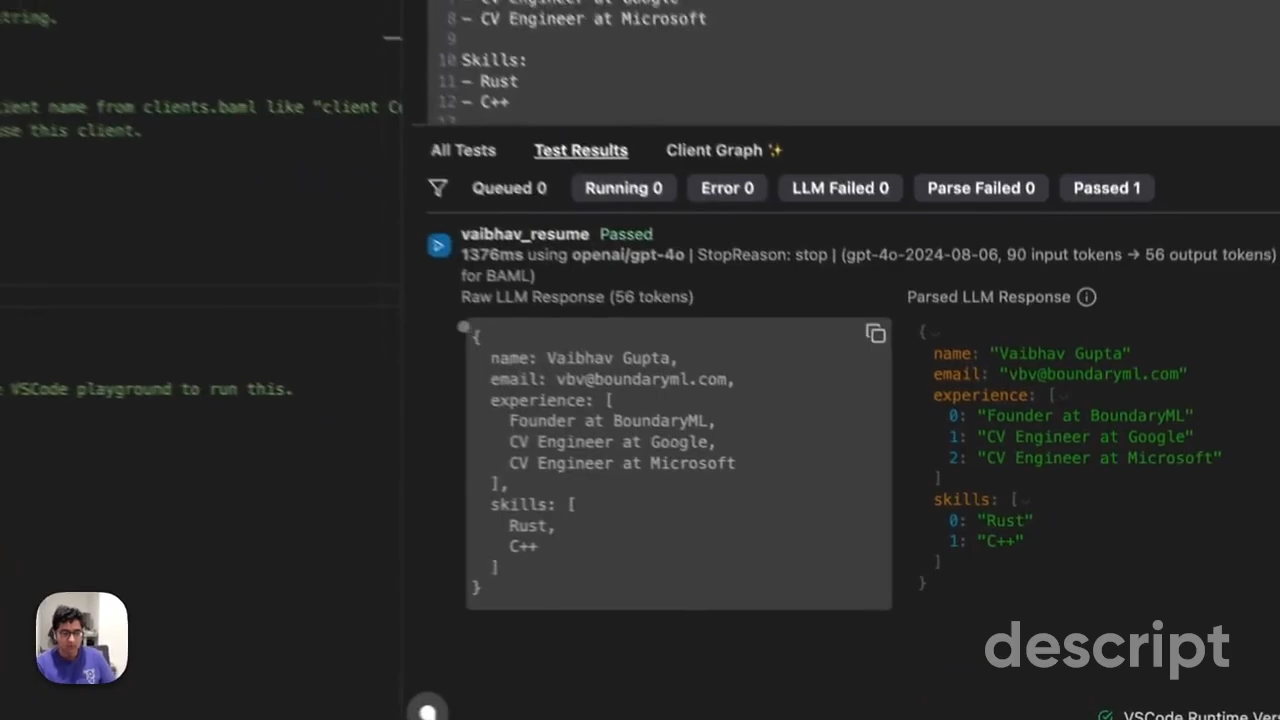 string.
client name from clients.baml like "client
use this client.
VSCode playground to run this.
8 - CV Engineer at Microsoft
9
10 Skills:
11 - Rust
12 - C++
All Tests Test Results Client Graph ✨
Queued 0 Running 0 Error 0 LLM Failed 0 Parse Failed 0 Passed 1
vaibhav_resume Passed
1376ms using openai/gpt-4o | StopReason: stop | (gpt-4o-2024-08-06, 90 input tokens → 56 output tokens)
for BAML)
Raw LLM Response (56 tokens)
{
name: Vaibhav Gupta,
email: vbv@boundaryml.com,
experience: [
Founder at BoundaryML,
CV Engineer at Google,
CV Engineer at Microsoft
],
skills: [
Rust,
C++
]
}
Parsed LLM Response
{
name: "Vaibhav Gupta"
email: "vbv@boundaryml.com"
experience: [
0: "Founder at BoundaryML"
1: "CV Engineer at Google"
2: "CV Engineer at Microsoft"
]
skills: [
0: "Rust"
1: "C++"
]
}
descript
VSCode Runtime